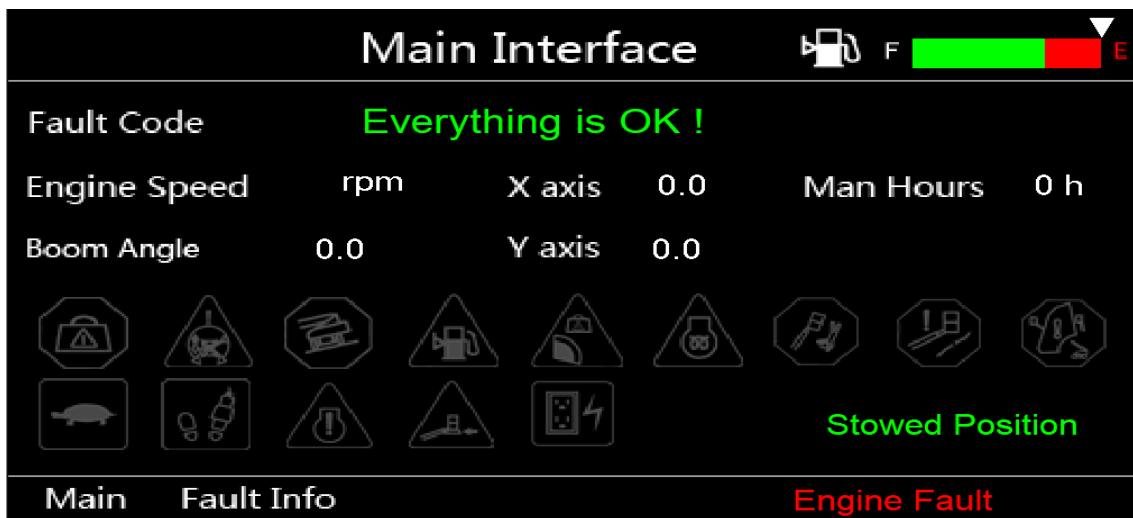 Main Interface F E
Fault Code Everything is OK !
Engine Speed rpm X axis 0.0 Man Hours 0 h
Boom Angle 0.0 Y axis 0.0
Stowed Position
Main Fault Info Engine Fault